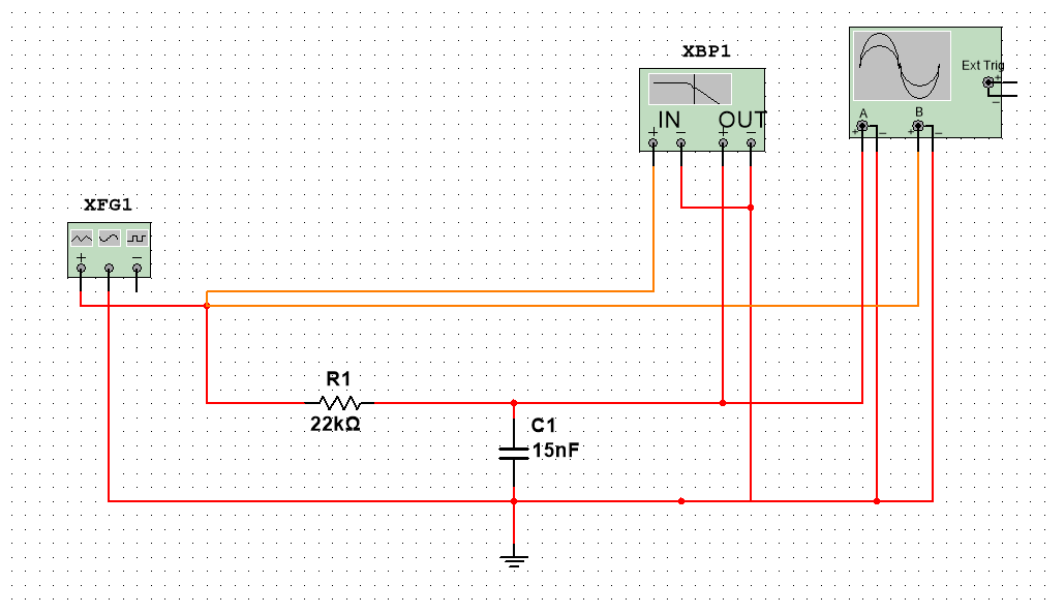 XBP1
Ext Trig
+
−
IN
OUT
+ − + −
A
B
+ − + −
XFG1
+ −
R1
22kΩ
C1
15nF